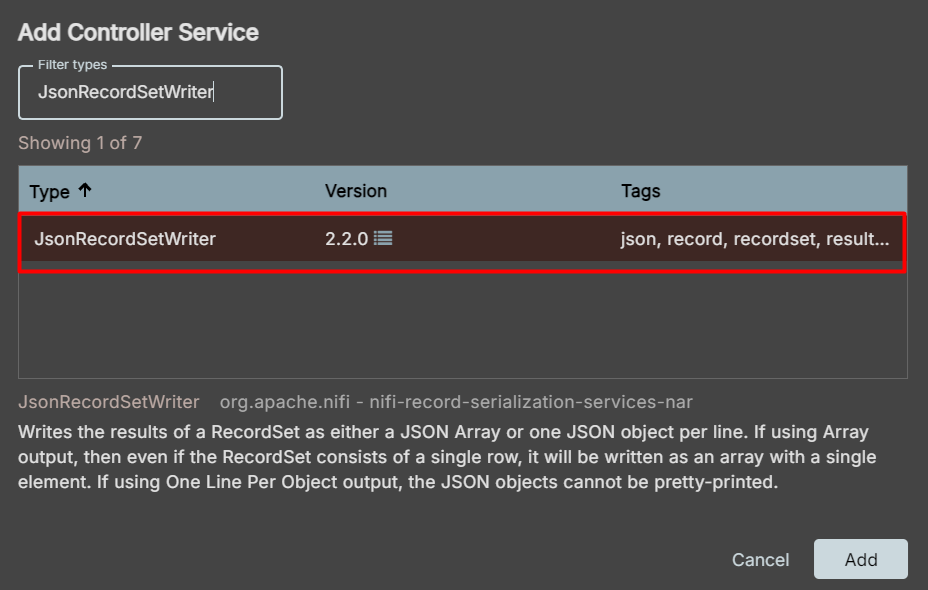 Add Controller Service
Filter types
JsonRecordSetWriter
Showing 1 of 7
Type Version Tags
JsonRecordSetWriter 2.2.0 json, record, recordset, result...
JsonRecordSetWriter org.apache.nifi - nifi-record-serialization-services-nar
Writes the results of a RecordSet as either a JSON Array or one JSON object per line. If using Array
output, then even if the RecordSet consists of a single row, it will be written as an array with a single
element. If using One Line Per Object output, the JSON objects cannot be pretty-printed.
Cancel Add